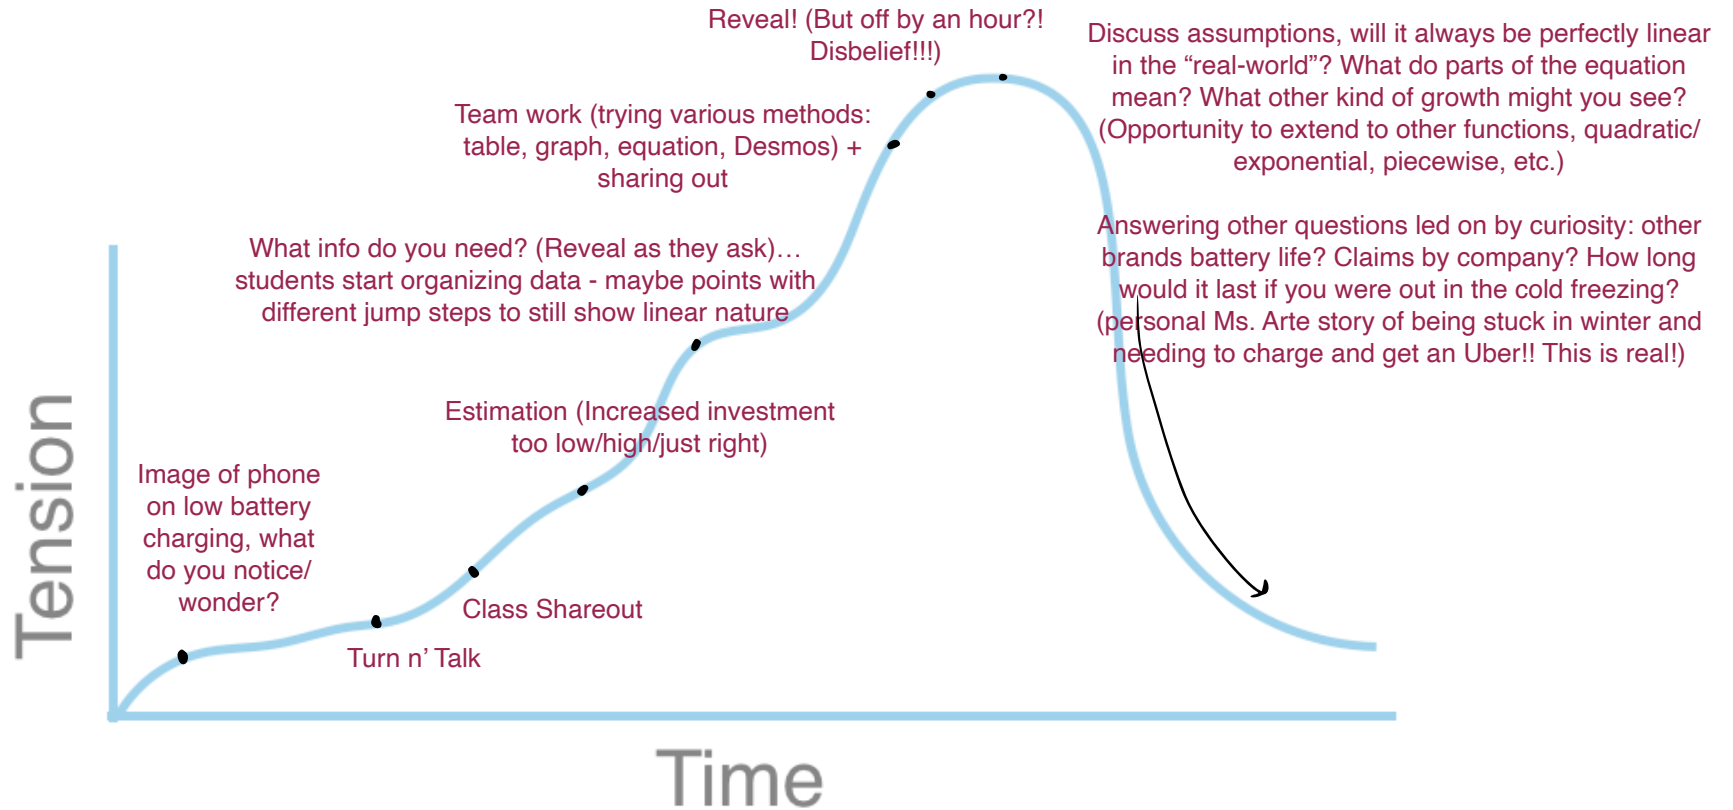 Reveal! (But off by an hour?!
Disbelief!!!)
Discuss assumptions, will it always be perfectly linear
in the “real-world”? What do parts of the equation
mean? What other kind of growth might you see?
(Opportunity to extend to other functions, quadratic/
exponential, piecewise, etc.)
Team work (trying various methods:
table, graph, equation, Desmos) +
sharing out
Answering other questions led on by curiosity: other
brands battery life? Claims by company? How long
would it last if you were out in the cold freezing?
(personal Ms. Arte story of being stuck in winter and
needing to charge and get an Uber!! This is real!)
What info do you need? (Reveal as they ask)…
students start organizing data - maybe points with
different jump steps to still show linear nature
Estimation (Increased investment
too low/high/just right)
Image of phone
on low battery
charging, what
do you notice/
wonder?
Class Shareout
Turn n’ Talk
Tension
Time